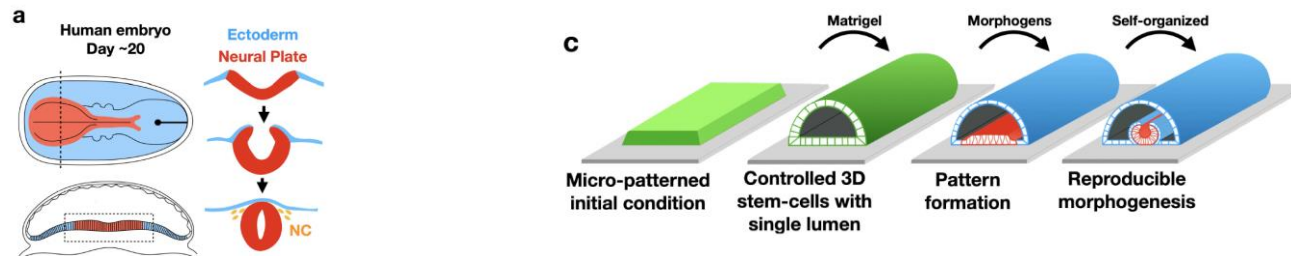 a
Human embryo
Day ~20
Ectoderm
Neural Plate
NC
c
Matrigel
Morphogens
Self-organized
Micro-patterned
initial condition
Controlled 3D
stem-cells with
single lumen
Pattern
formation
Reproducible
morphogenesis